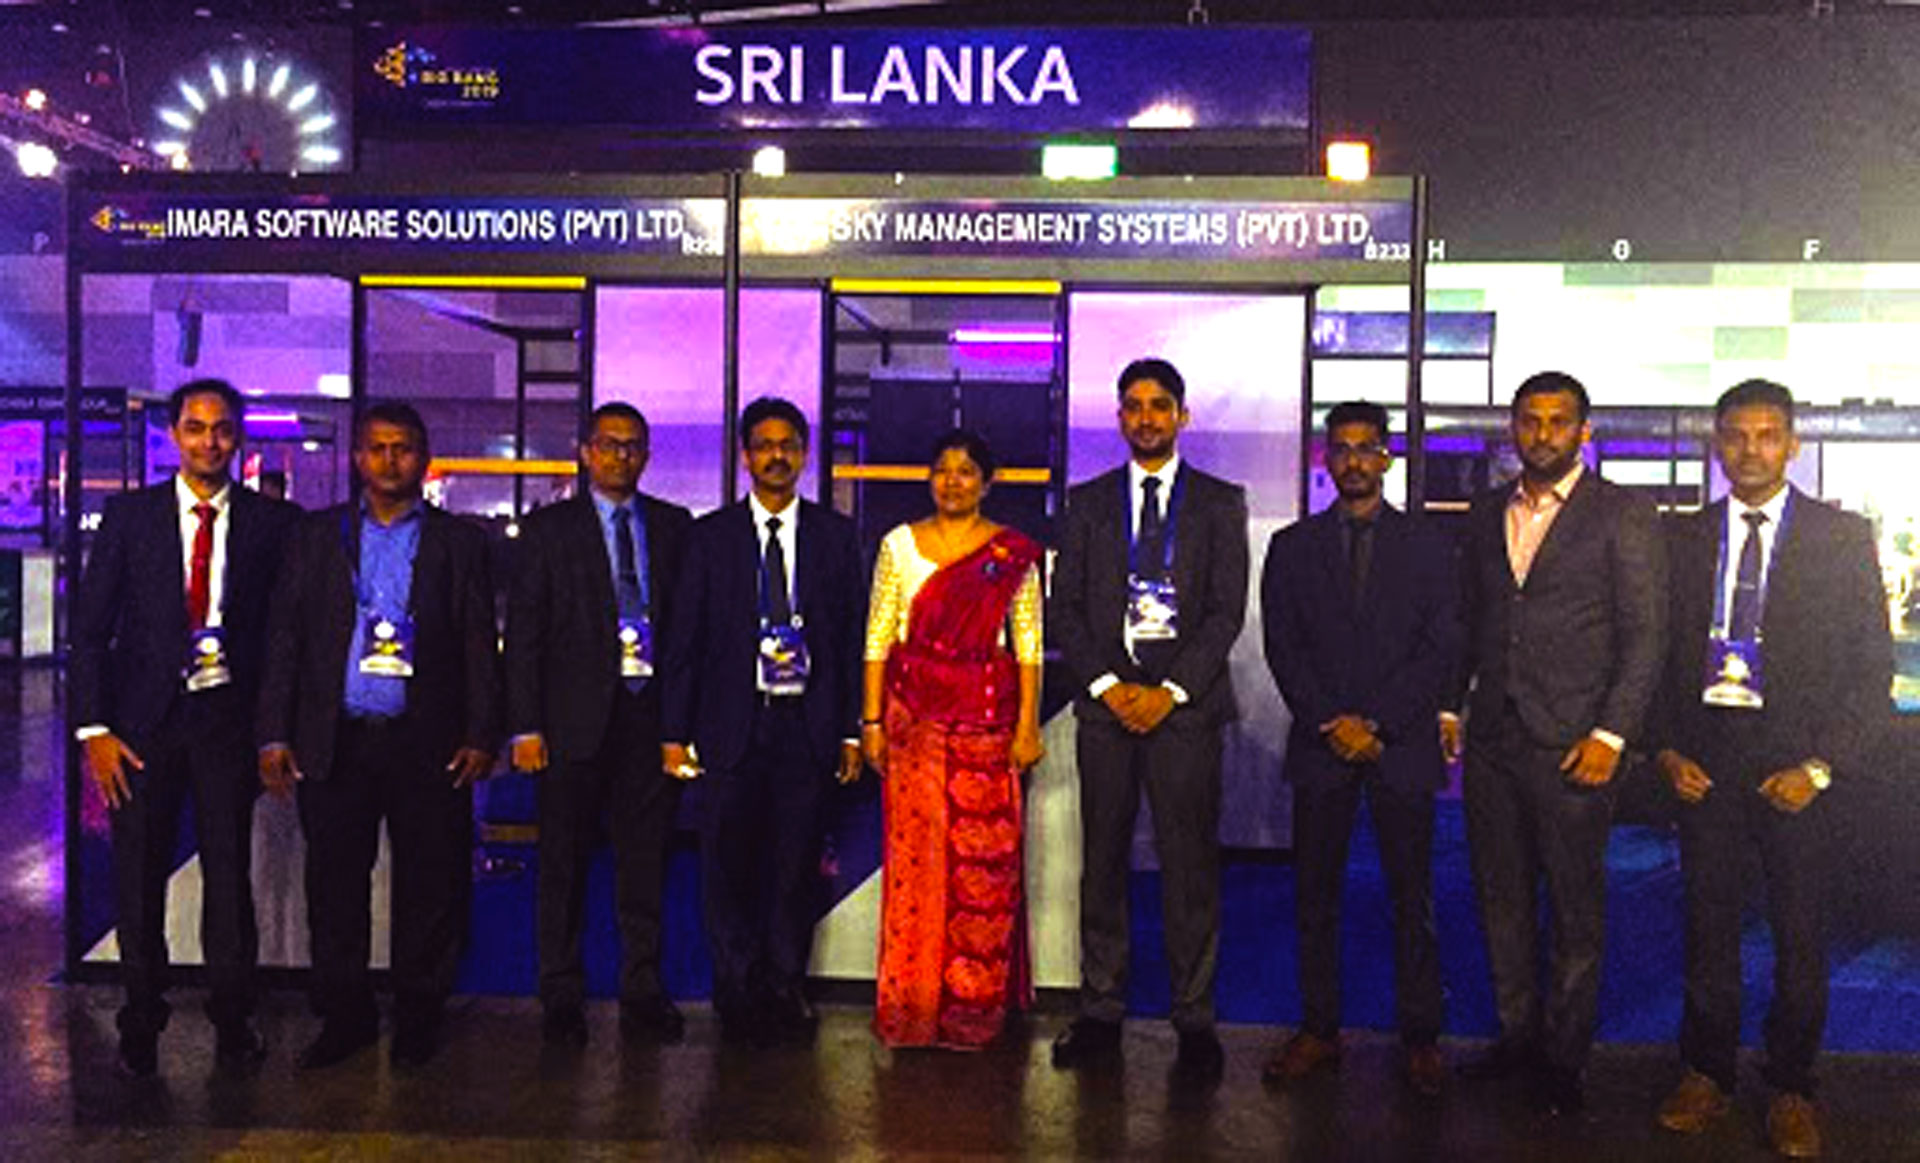 BIG BANG
2019
SRI LANKA
IMARA SOFTWARE SOLUTIONS (PVT) LTD.
SKY MANAGEMENT SYSTEMS (PVT) LTD.
H
G
F